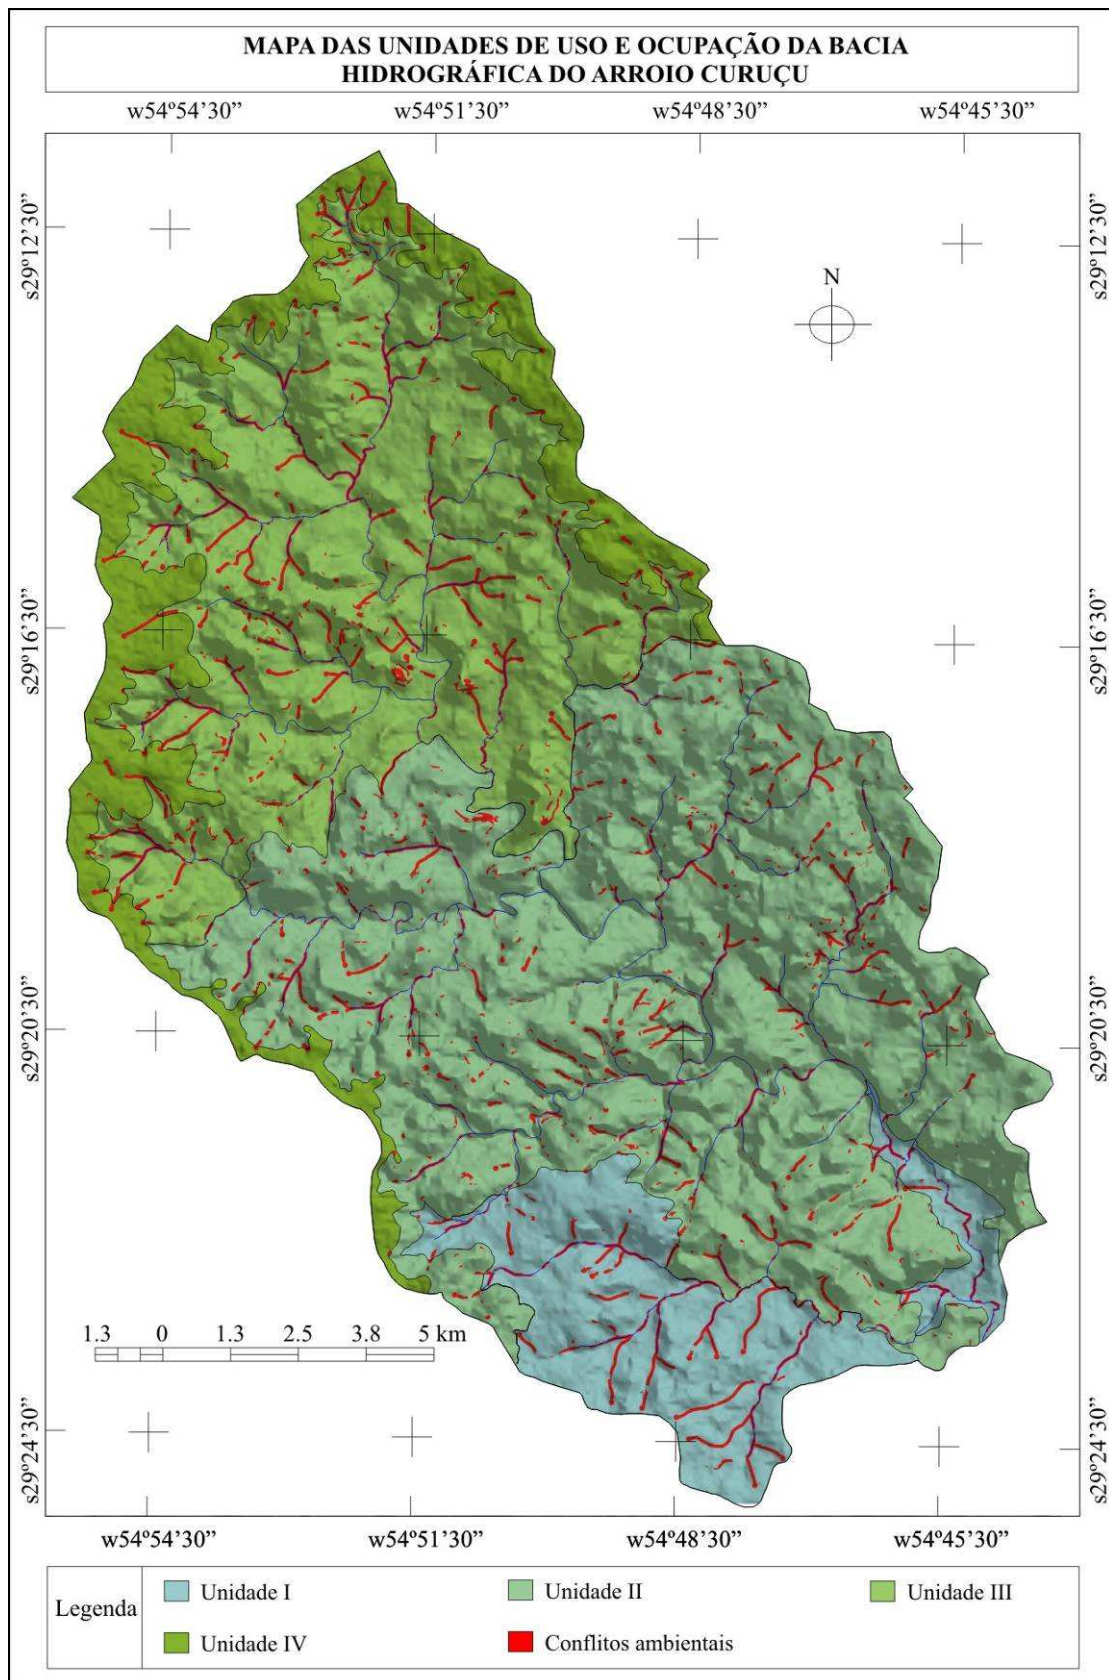 MAPA DAS UNIDADES DE USO E OCUPAÇÃO DA BACIA
HIDROGRÁFICA DO ARROIO CURUÇU
w54º54’30” w54º51’30” w54º48’30” w54º45’30”
s29º12’30” s29º12’30”
N
s29º16’30” s29º16’30”
s29º20’30” s29º20’30”
1.3 0 1.3 2.5 3.8 5 km
s29º24’30” s29º24’30”
w54º54’30” w54º51’30” w54º48’30” w54º45’30”
Legenda
Unidade I Unidade II Unidade III
Unidade IV Conflitos ambientais